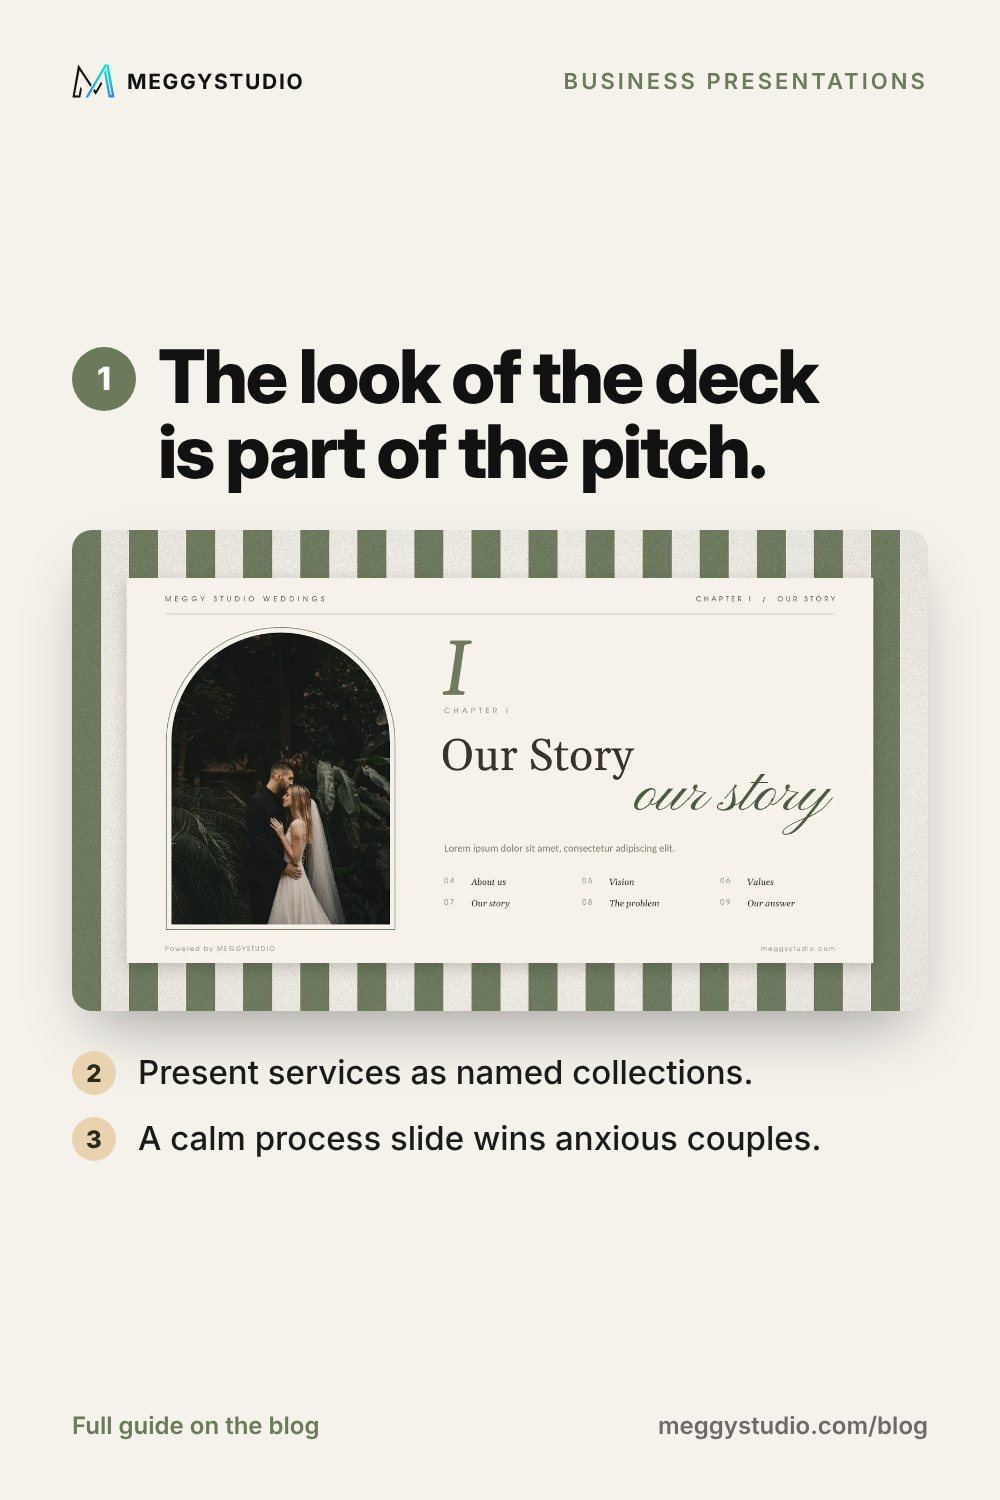 MEGGYSTUDIO
BUSINESS PRESENTATIONS
1
The look of the deck
is part of the pitch.
MEGGY STUDIO WEDDINGS
CHAPTER I / OUR STORY
I
CHAPTER I
Our Story
our story
Lorem ipsum dolor sit amet, consectetur adipiscing elit.
04 About us 05 Vision 06 Values
07 Our story 08 The problem 09 Our answer
Powered by MEGGYSTUDIO
meggystudio.com
2 Present services as named collections.
3 A calm process slide wins anxious couples.
Full guide on the blog
meggystudio.com/blog